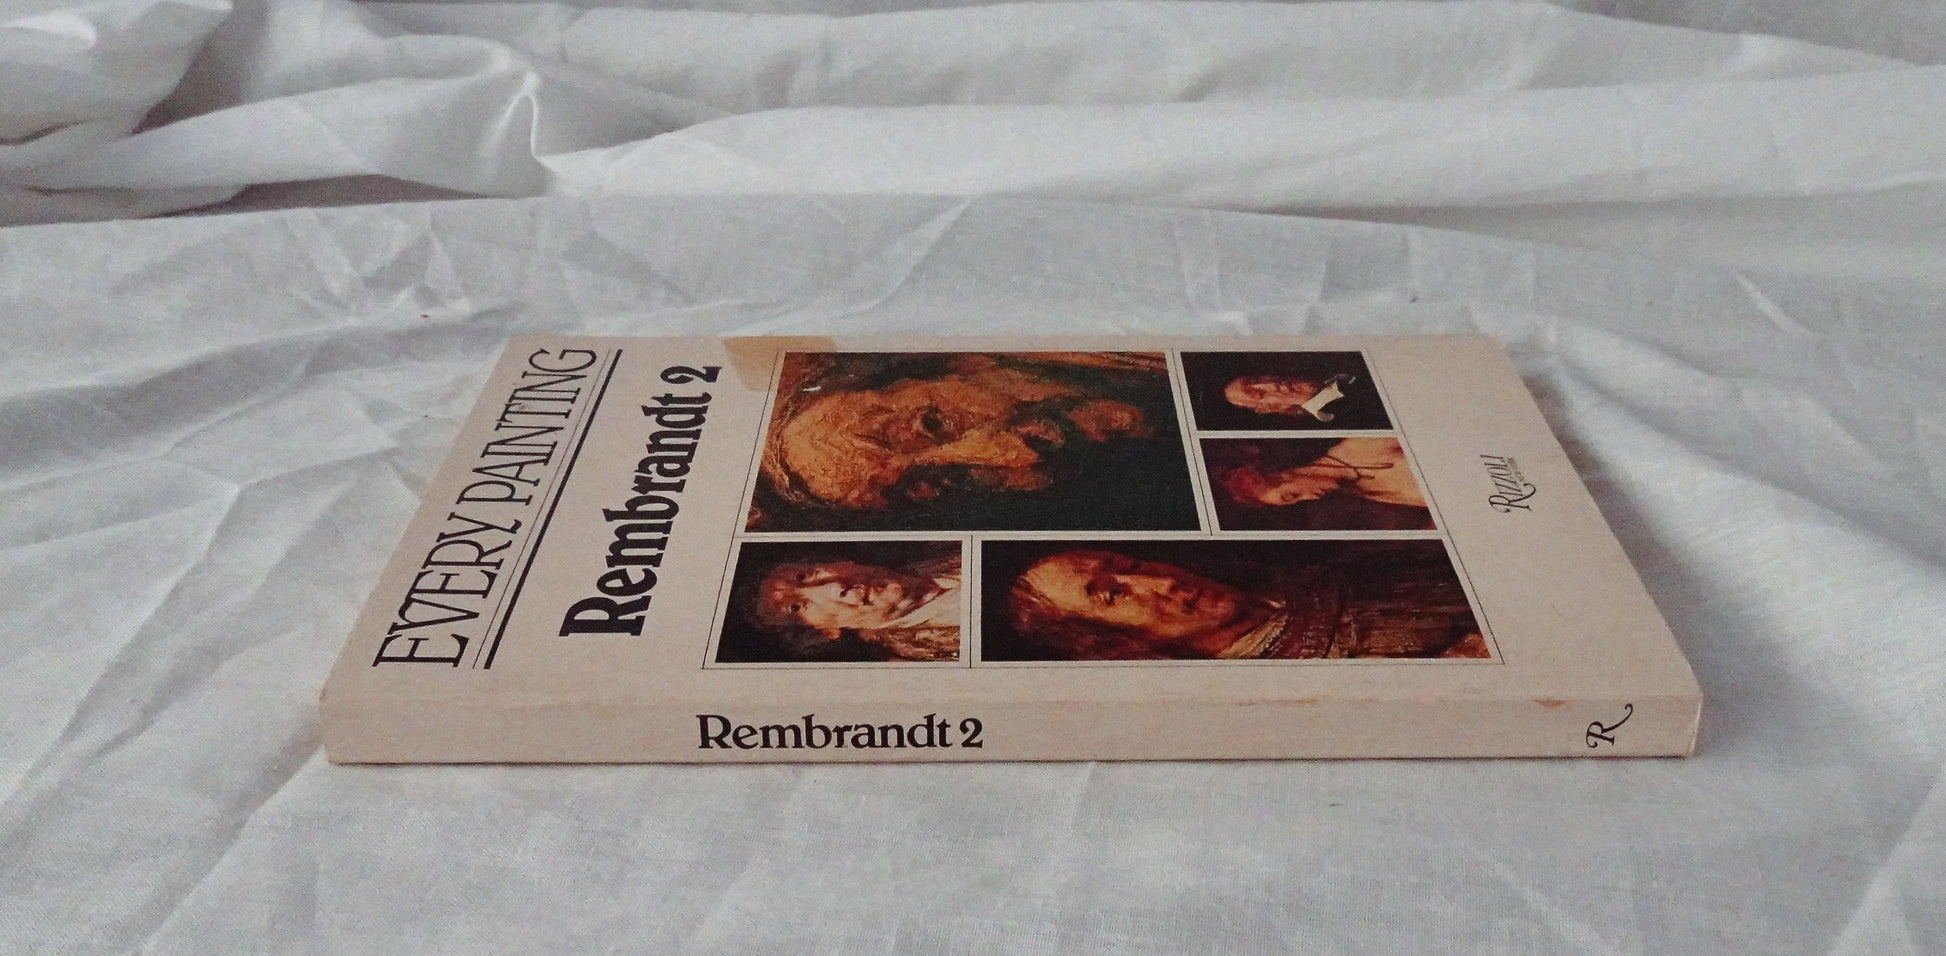 EVERY PAINTING
Rembrandt 2
RIZZOLI
Rembrandt 2
R